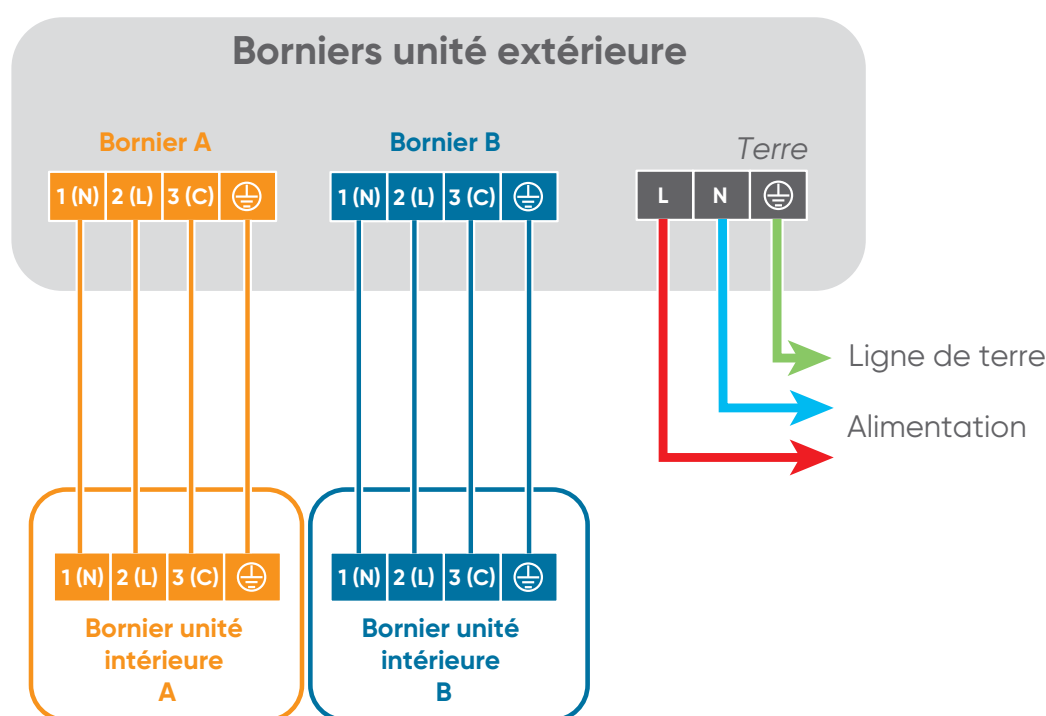 Borniers unité extérieure
Bornier A
Bornier B
Terre
1 (N) 2 (L) 3 (C)
1 (N) 2 (L) 3 (C)
L N
Ligne de terre
Alimentation
1 (N) 2 (L) 3 (C)
Bornier unité
intérieure
A
1 (N) 2 (L) 3 (C)
Bornier unité
intérieure
B